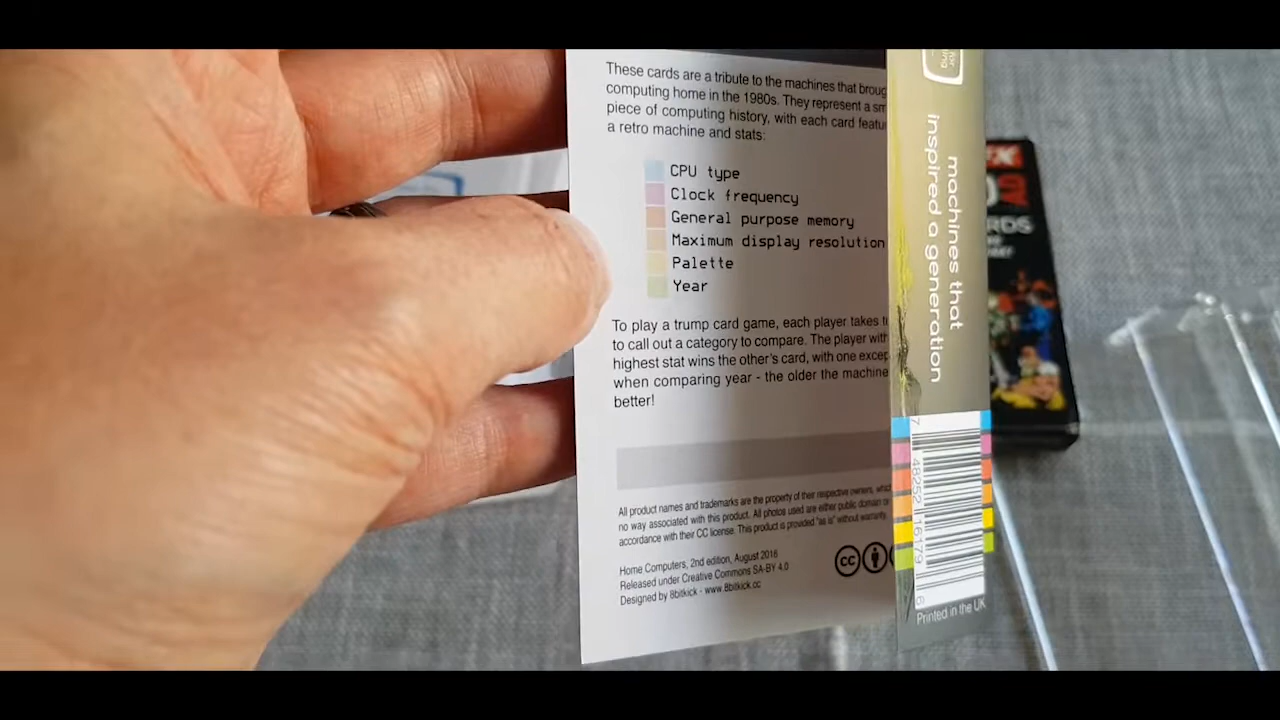 These cards are a tribute to the machines that
computing home in the 1980s. They represent a
piece of computing history, with each card
a retro machine and stats:
CPU type
Clock frequency
General purpose memory
Maximum display resolution
Palette
Year
To play a trump card game, each player takes
to call out a category to compare. The player with
highest stat wins the other's card, with one
when comparing year - the older the machine
better!
All product names and trademarks are the property of their respective owners,
no way associated with this product. All photos used are either public domain
accordance with their CC license. This product is provided "as is" without warranty.
Home Computers, 2nd edition, August 2016
Released under Creative Commons SA-BY 4.0
Designed by 8bitkick - www.8bitkick.cc
cc
machines that
inspired a generation
7 48252 16179 6
Printed in the UK